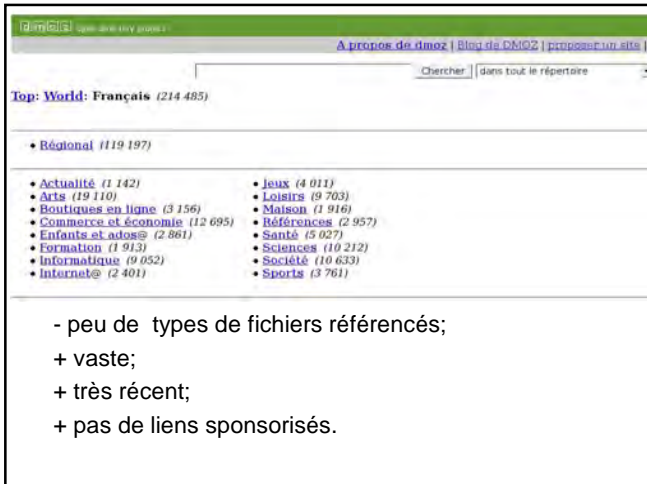 dmoz open directory project
A propos de dmoz | Blog de DMOZ | proposer un site |
Chercher dans tout le répertoire
Top: World: Français (214 485)
• Régional (119 197)
• Actualité (1 142)
• Arts (19 110)
• Boutiques en ligne (3 156)
• Commerce et économie (12 695)
• Enfants et ados@ (2 861)
• Formation (1 913)
• Informatique (9 052)
• Internet@ (2 401)
• Jeux (4 011)
• Loisirs (9 703)
• Maison (1 916)
• Références (2 957)
• Santé (5 027)
• Sciences (10 212)
• Société (10 633)
• Sports (3 761)
- peu de types de fichiers référencés;
+ vaste;
+ très récent;
+ pas de liens sponsorisés.